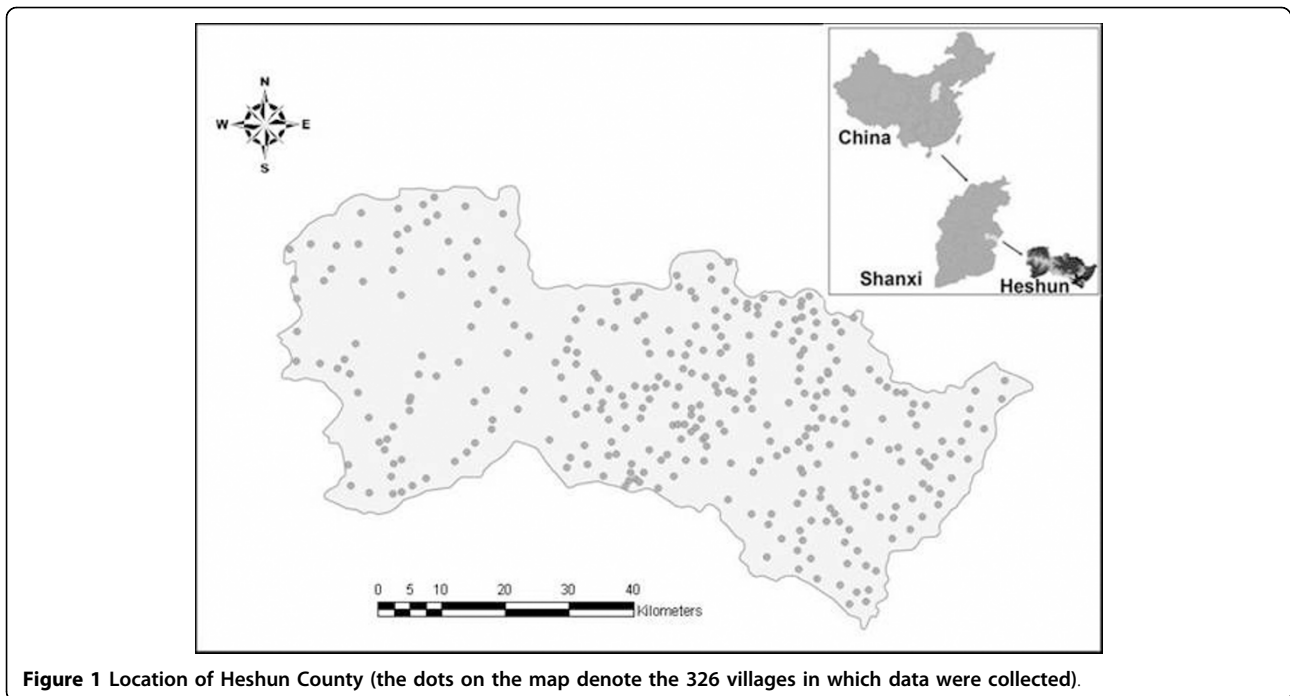 N
W E
S
China
Shanxi
Heshun
0 5 10 20 30 40
Kilometers
Figure 1 Location of Heshun County (the dots on the map denote the 326 villages in which data were collected).